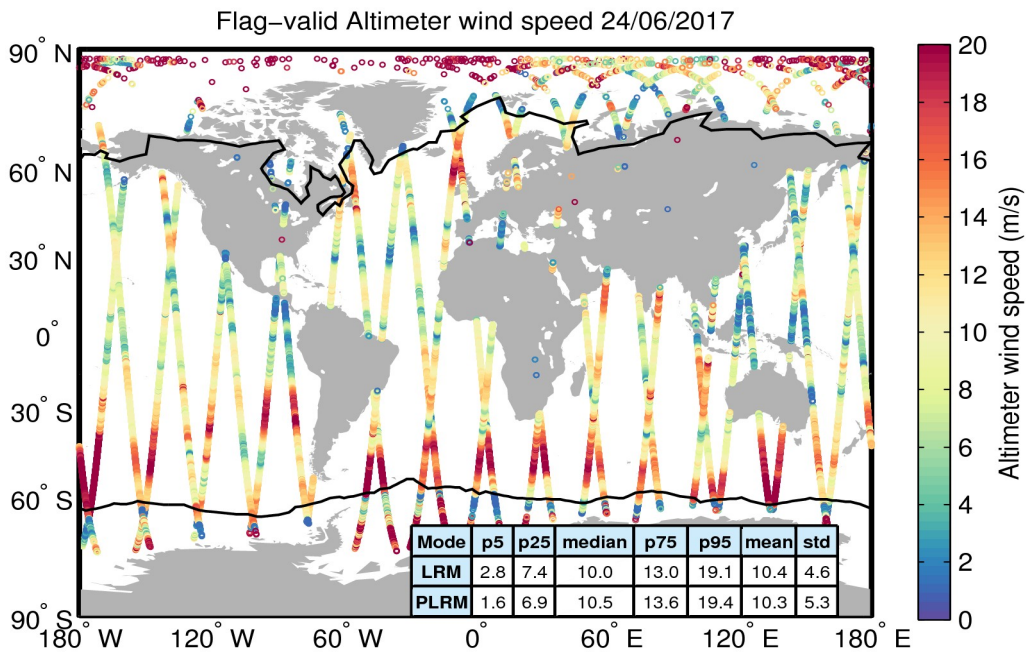 Flag−valid Altimeter wind speed 24/06/2017
90° N
60° N
30° N
0°
30° S
60° S
90° S
180° W
120° W
60° W
0°
60° E
120° E
180° E
Mode p5 p25 median p75 p95 mean std
LRM 2.8 7.4 10.0 13.0 19.1 10.4 4.6
PLRM 1.6 6.9 10.5 13.6 19.4 10.3 5.3
20
18
16
14
12
10
8
6
4
2
0
Altimeter wind speed (m/s)